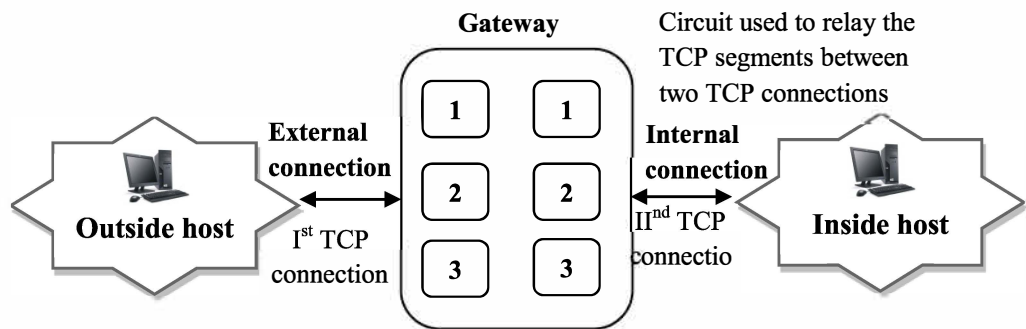 Gateway
Circuit used to relay the
TCP segments between
two TCP connections
External
connection
Internal
connection
1 1
2 2
3 3
Outside host
Inside host
Ist TCP
connection
IInd TCP
connectio